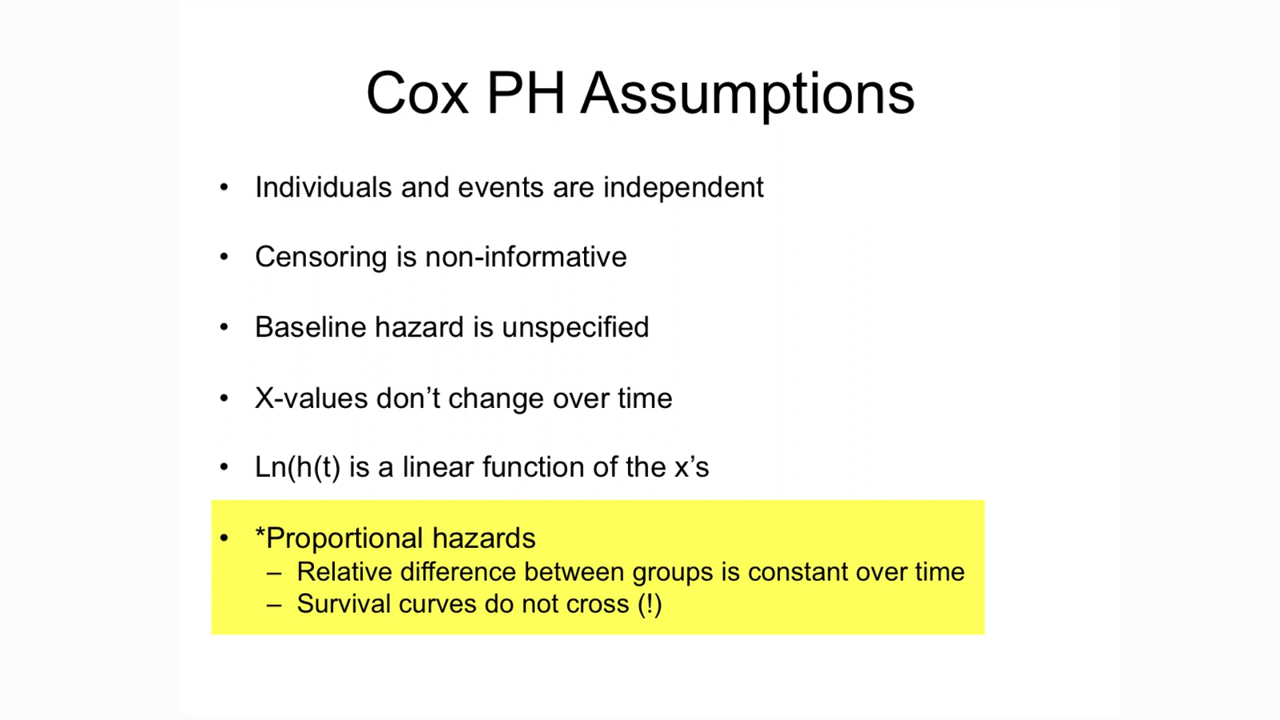 Cox PH Assumptions
• Individuals and events are independent
• Censoring is non-informative
• Baseline hazard is unspecified
• X-values don’t change over time
• Ln(h(t) is a linear function of the x’s
• *Proportional hazards
– Relative difference between groups is constant over time
– Survival curves do not cross (!)